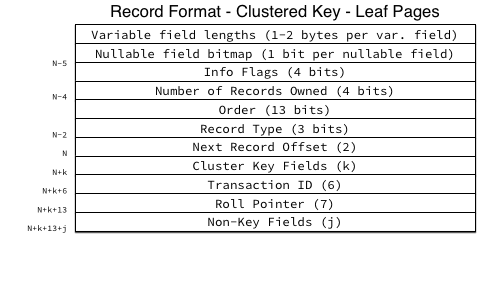 Record Format - Clustered Key - Leaf Pages
Variable field lengths (1-2 bytes per var. field)
Nullable field bitmap (1 bit per nullable field)
N-5
Info Flags (4 bits)
Number of Records Owned (4 bits)
N-4
Order (13 bits)
Record Type (3 bits)
N-2
Next Record Offset (2)
N
Cluster Key Fields (k)
N+k
Transaction ID (6)
N+k+6
Roll Pointer (7)
N+k+13
Non-Key Fields (j)
N+k+13+j